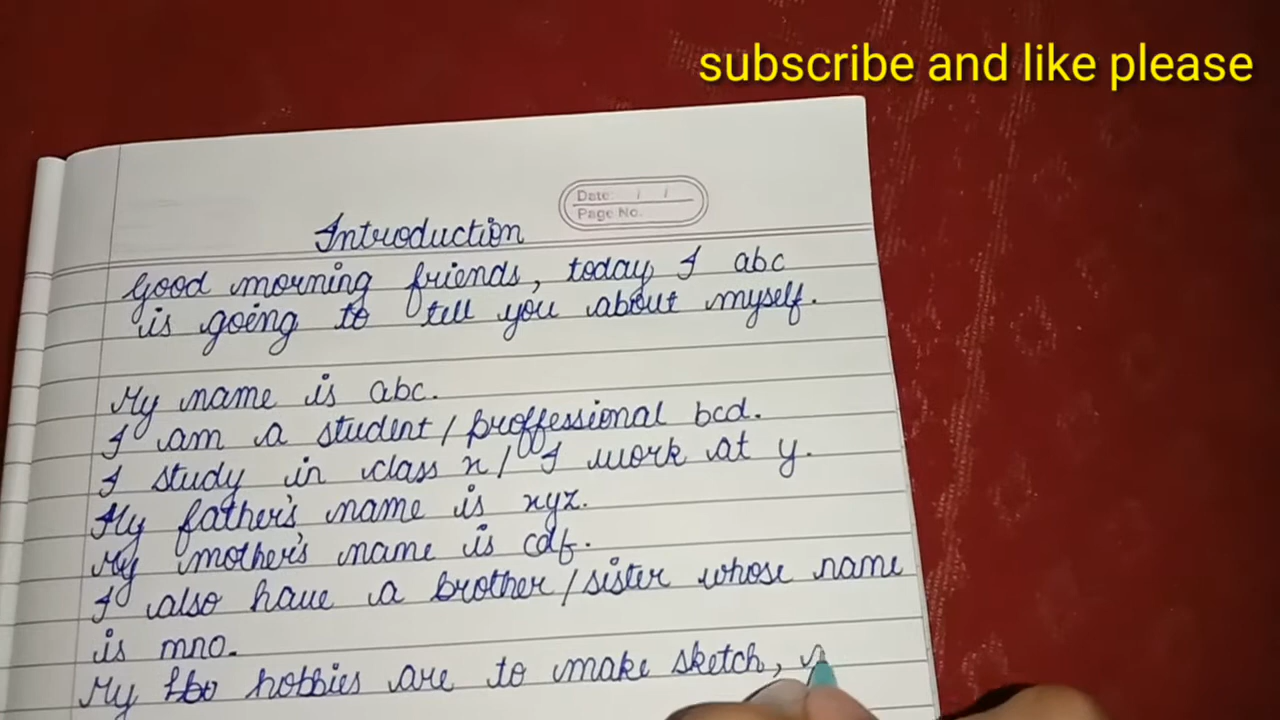 subscribe and like please
Date: / /
Page No.
Introduction
Good morning friends, today I abc
is going to tell you about myself.
My name is abc.
I am a student/proffessional bcd.
I study in class x/ I work at y.
My father's name is xyz.
My mother's name is cdf.
I also have a brother/sister whose name
is mno.
My hobbies are to make sketch,